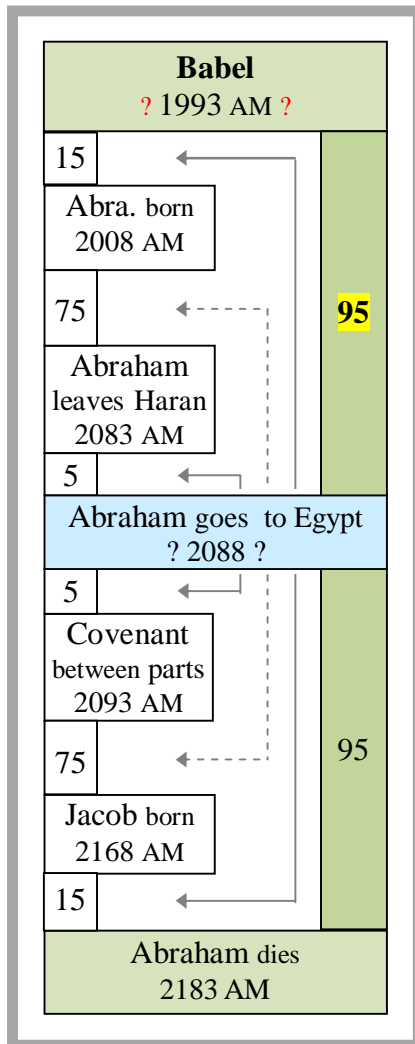 Babel
? 1993 AM ?
15
Abra. born
2008 AM
75
95
Abraham
leaves Haran
2083 AM
5
Abraham goes to Egypt
? 2088 ?
5
Covenant
between parts
2093 AM
75
95
Jacob born
2168 AM
15
Abraham dies
2183 AM